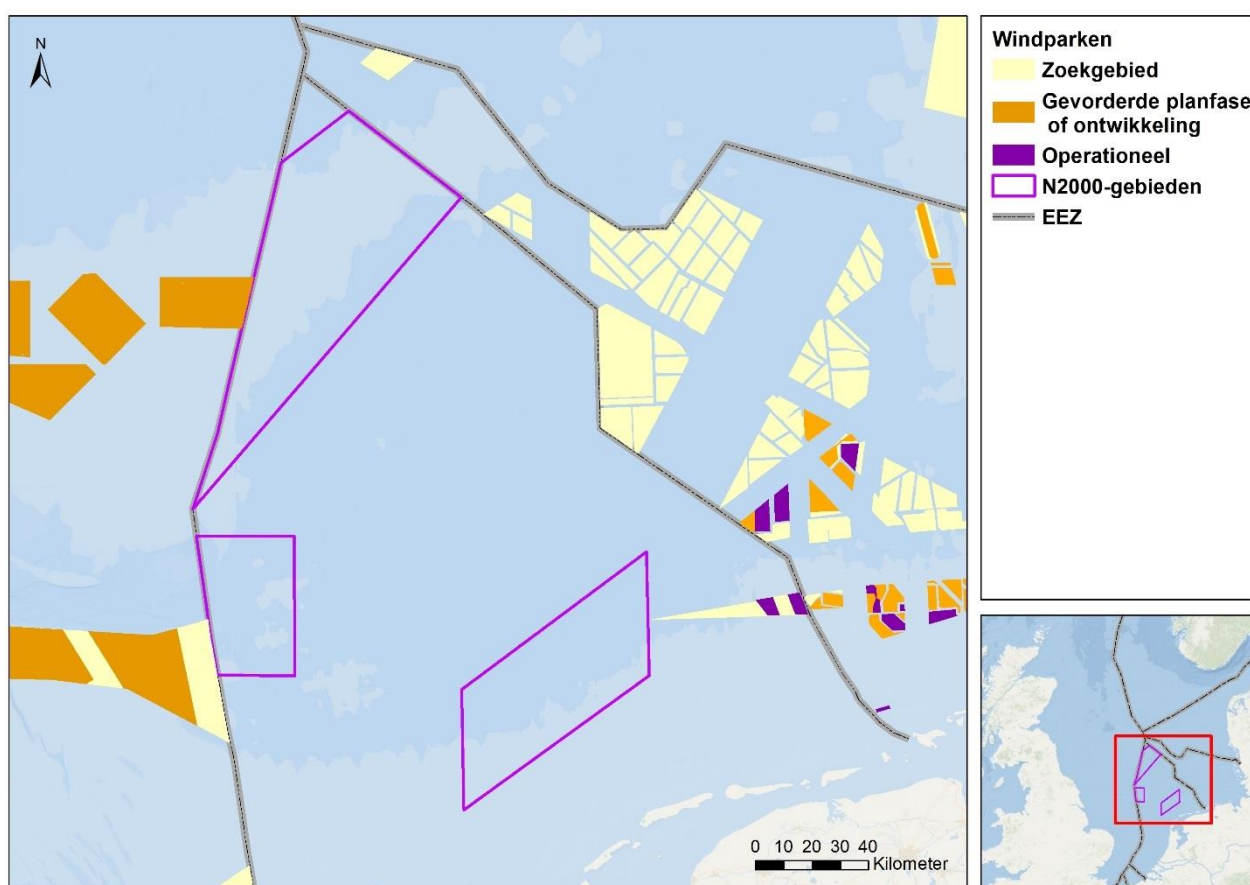 N
Windparken
Zoekgebied
Gevorderde planfase
of ontwikkeling
Operationeel
N2000-gebieden
EEZ
0 10 20 30 40
Kilometer